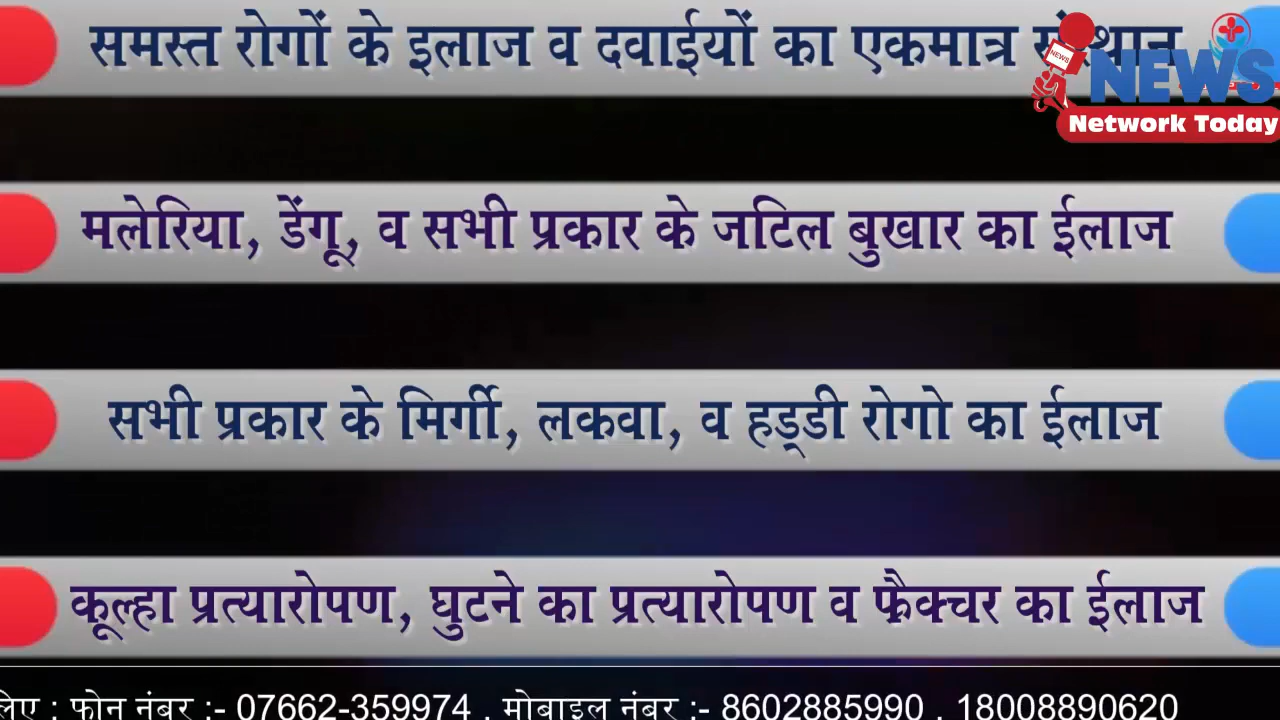 समस्त रोगों के इलाज व दवाईयों का एकमात्र
NEWS
NEWS
Network Today
मलेरिया, डेंगू, व सभी प्रकार के जटिल बुखार का ईलाज
सभी प्रकार के मिर्गी, लकवा, व हड्डी रोगो का ईलाज
कूल्हा प्रत्यारोपण, घुटने का प्रत्यारोपण व फ्रैक्चर का ईलाज
: फोन नंबर :- 07662-359974 , मोबाइल नंबर :- 8602885990 , 18008890620